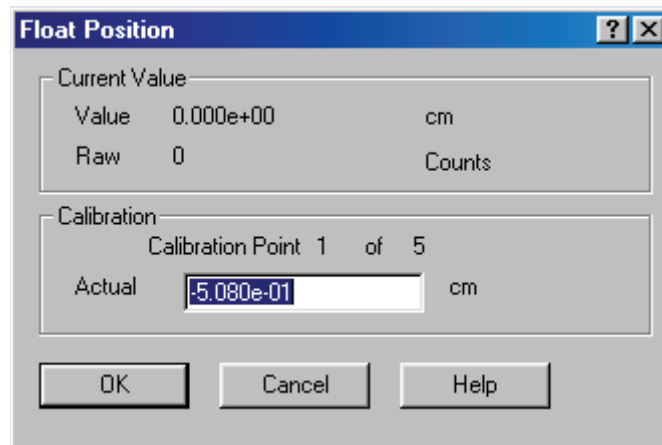 Float Position
Current Value
Value 0.000e+00 cm
Raw 0 Counts
Calibration
Calibration Point 1 of 5
Actual -5.080e-01 cm
OK Cancel Help